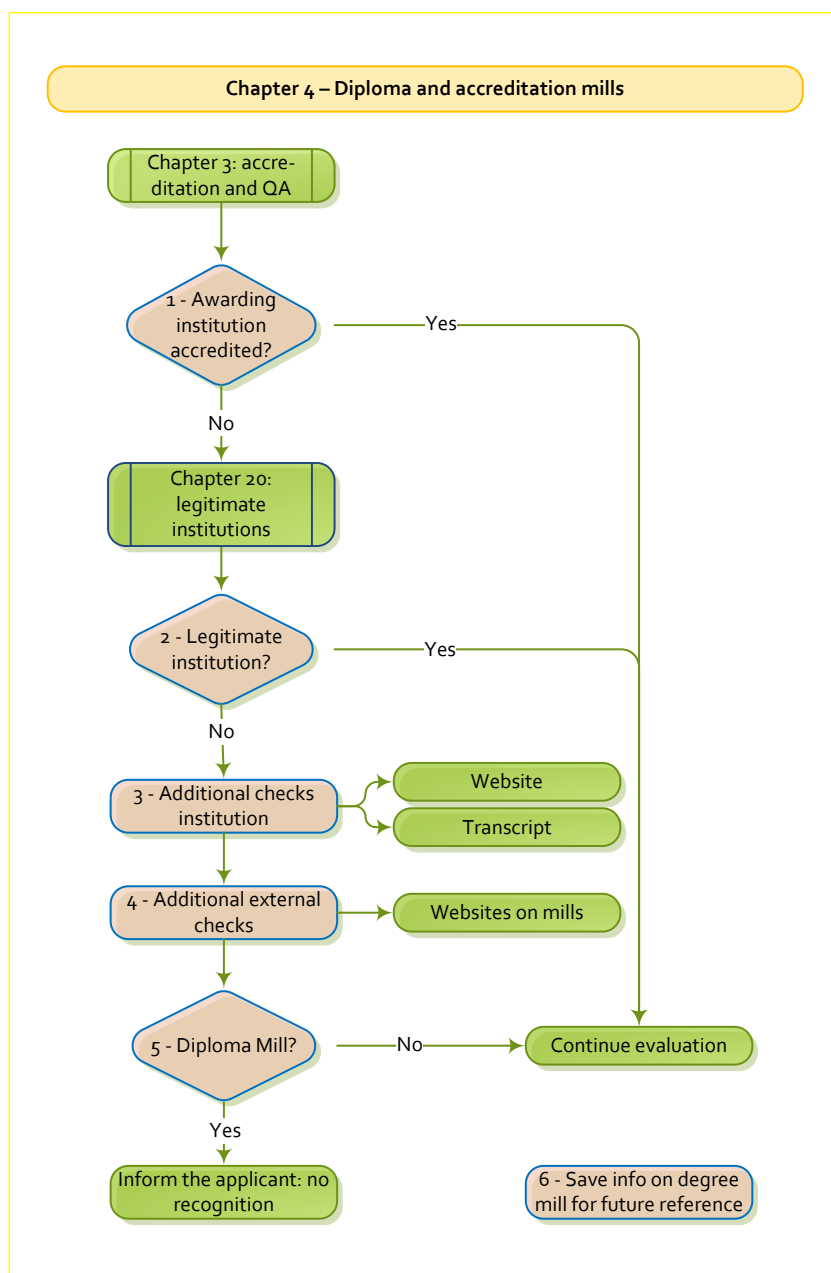 Chapter 4 – Diploma and accreditation mills
Chapter 3: accre-
ditation and QA
1 - Awarding
institution
accredited?
Yes
No
Chapter 20:
legitimate
institutions
2 - Legitimate
institution?
Yes
No
3 - Additional checks
institution
Website
Transcript
4 - Additional external
checks
Websites on mills
5 - Diploma Mill?
No
Continue evaluation
Yes
Inform the applicant: no
recognition
6 - Save info on degree
mill for future reference